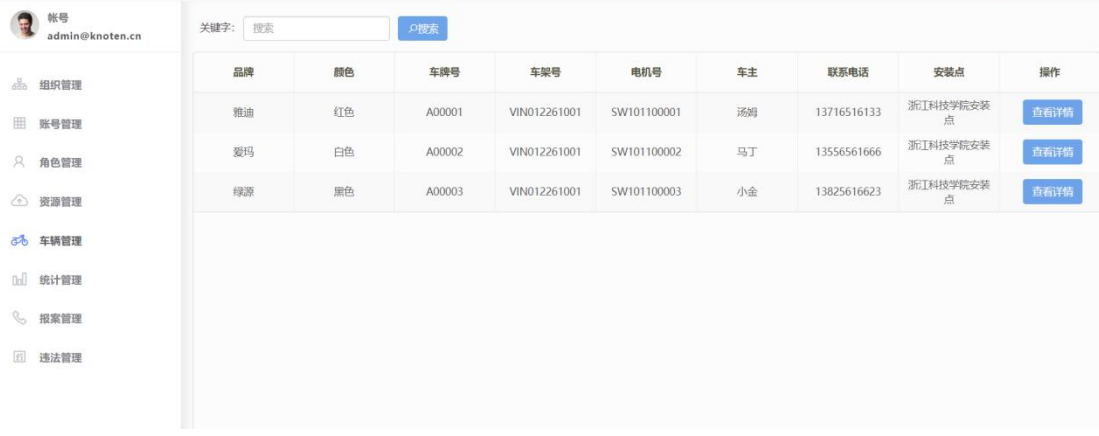 帐号
admin@knoten.cn
组织管理
账号管理
角色管理
资源管理
车辆管理
统计管理
报案管理
违法管理
关键字: 搜索 搜索
品牌 颜色 车牌号 车架号 电机号 车主 联系电话 安装点 操作
雅迪 红色 A00001 VIN012261001 SW101100001 汤姆 13716516133 浙江科技学院安装点 查看详情
爱玛 白色 A00002 VIN012261001 SW101100002 马丁 13556561666 浙江科技学院安装点 查看详情
绿源 黑色 A00003 VIN012261001 SW101100003 小金 13825616623 浙江科技学院安装点 查看详情